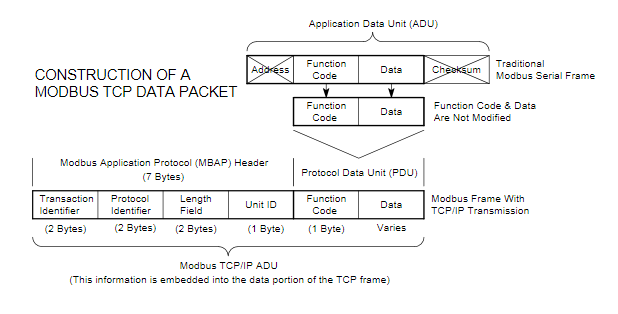 Application Data Unit (ADU)
CONSTRUCTION OF A
MODBUS TCP DATA PACKET
Address
Function
Code
Data
Checksum
Traditional
Modbus Serial Frame
Function
Code
Data
Function Code & Data
Are Not Modified
Modbus Application Protocol (MBAP) Header
(7 Bytes)
Protocol Data Unit (PDU)
Transaction
Identifier
Protocol
Identifier
Length
Field
Unit ID
Function
Code
Data
Modbus Frame With
TCP/IP Transmission
(2 Bytes)
(2 Bytes)
(2 Bytes)
(1 Byte)
(1 Byte)
Varies
Modbus TCP/IP ADU
(This information is embedded into the data portion of the TCP frame)